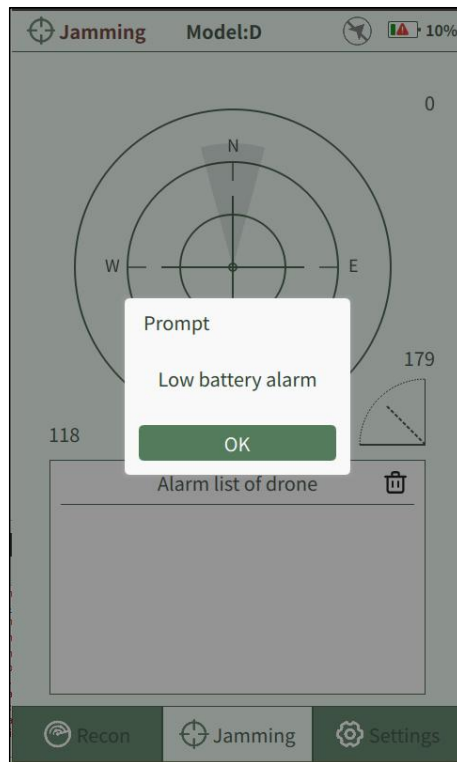 Jamming Model:D 10%
0
N
W E
Prompt
Low battery alarm
179
118
OK
Alarm list of drone
Recon Jamming Settings